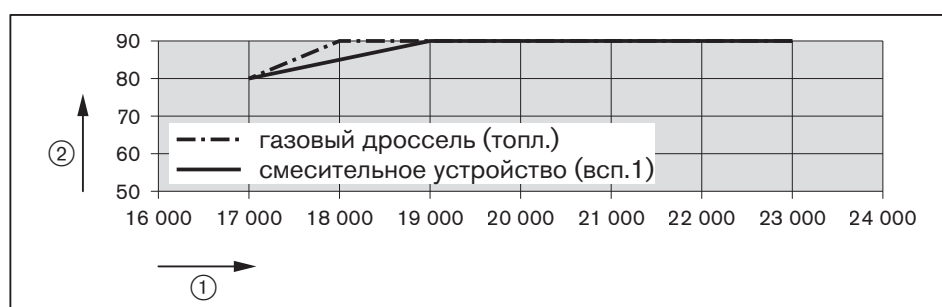 90
80
70
60
50
②
газовый дроссель (топл.)
смесительное устройство (всп.1)
16 000 17 000 18 000 19 000 20 000 21 000 22 000 23 000 24 000
①